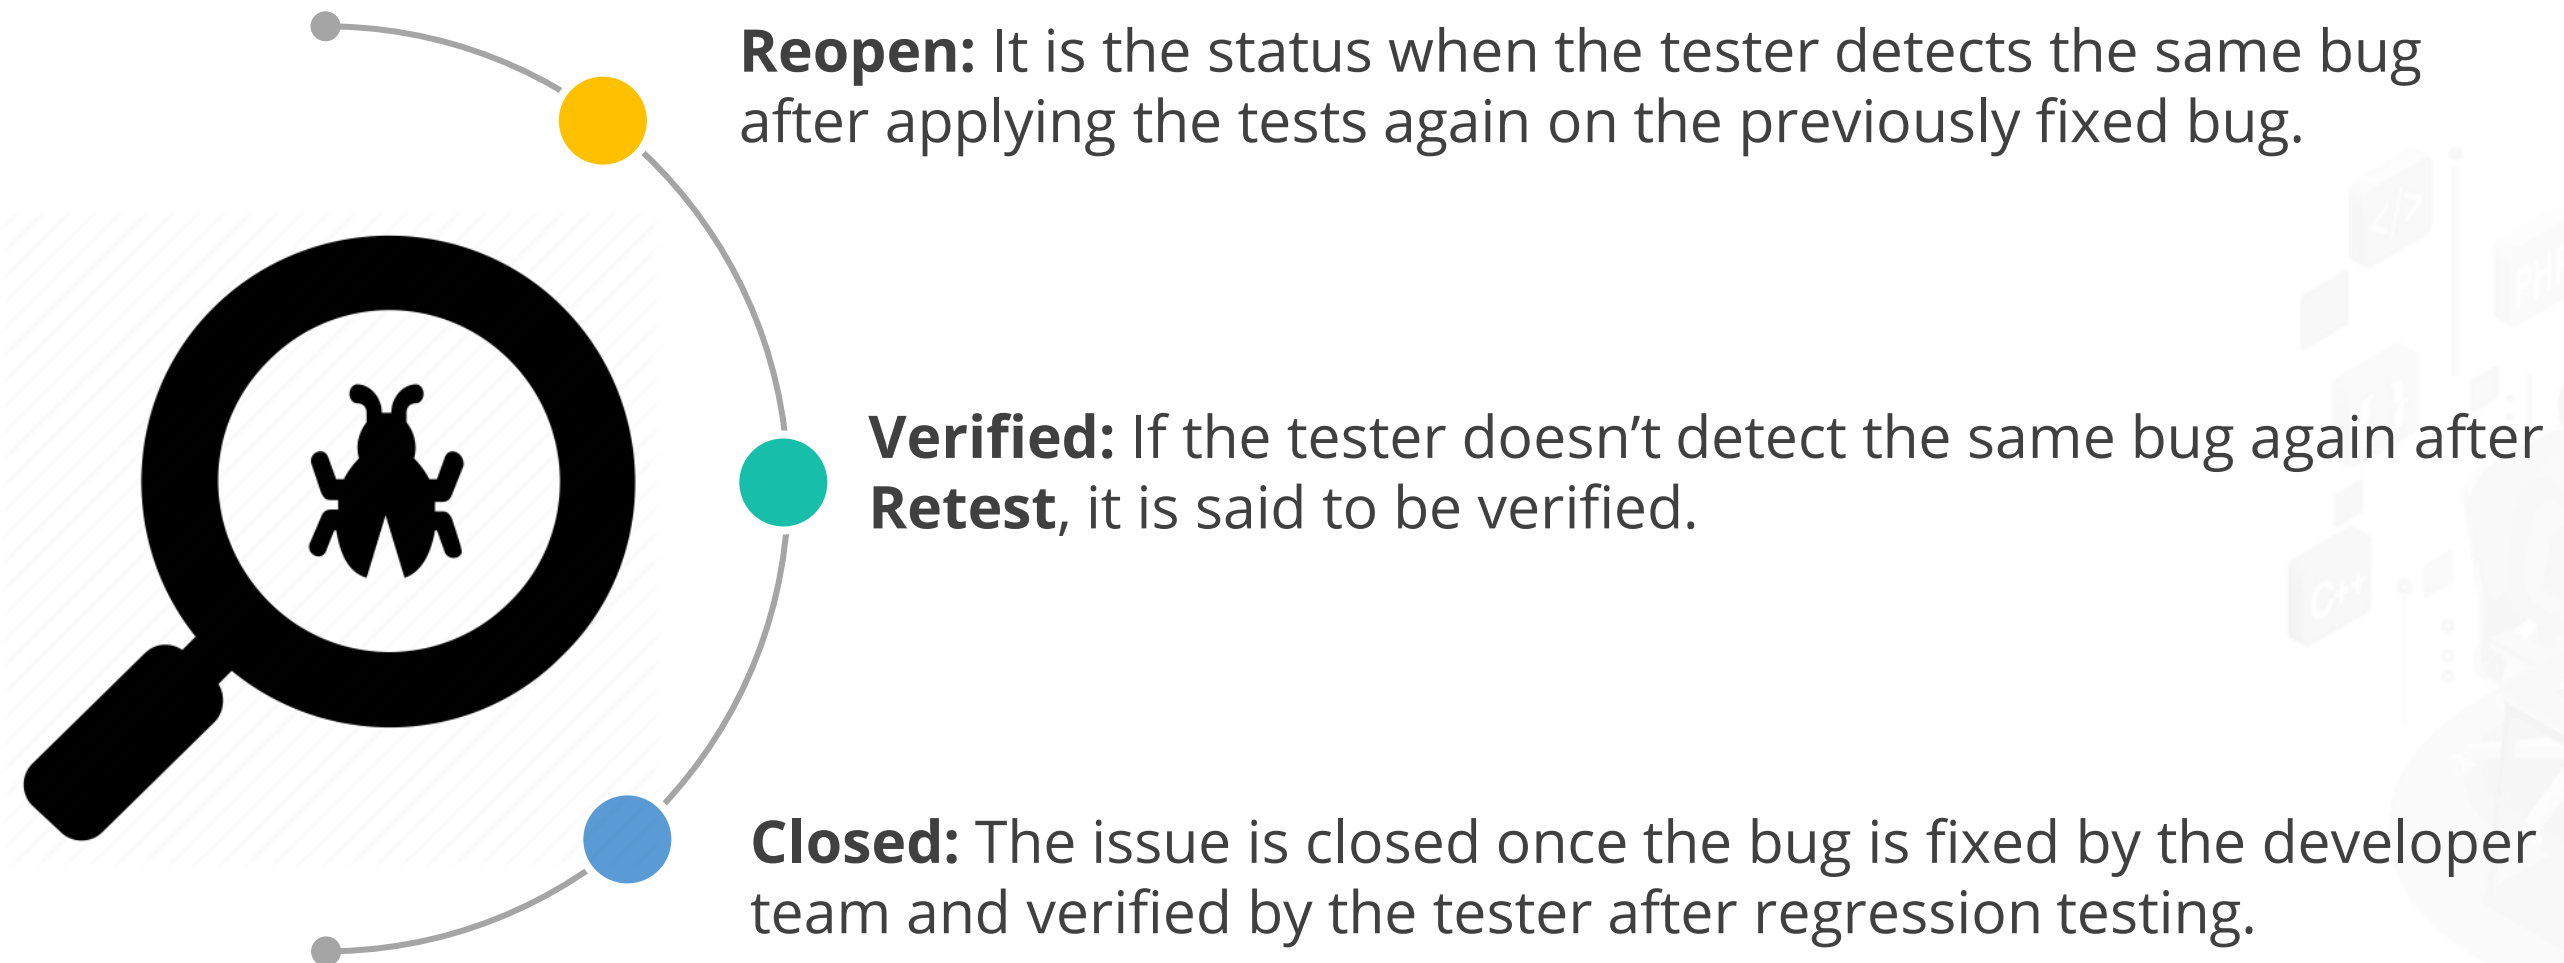 Reopen: It is the status when the tester detects the same bug
after applying the tests again on the previously fixed bug.
</>
Verified: If the tester doesn’t detect the same bug again after
Retest, it is said to be verified.
C++
Closed: The issue is closed once the bug is fixed by the developer
team and verified by the tester after regression testing.